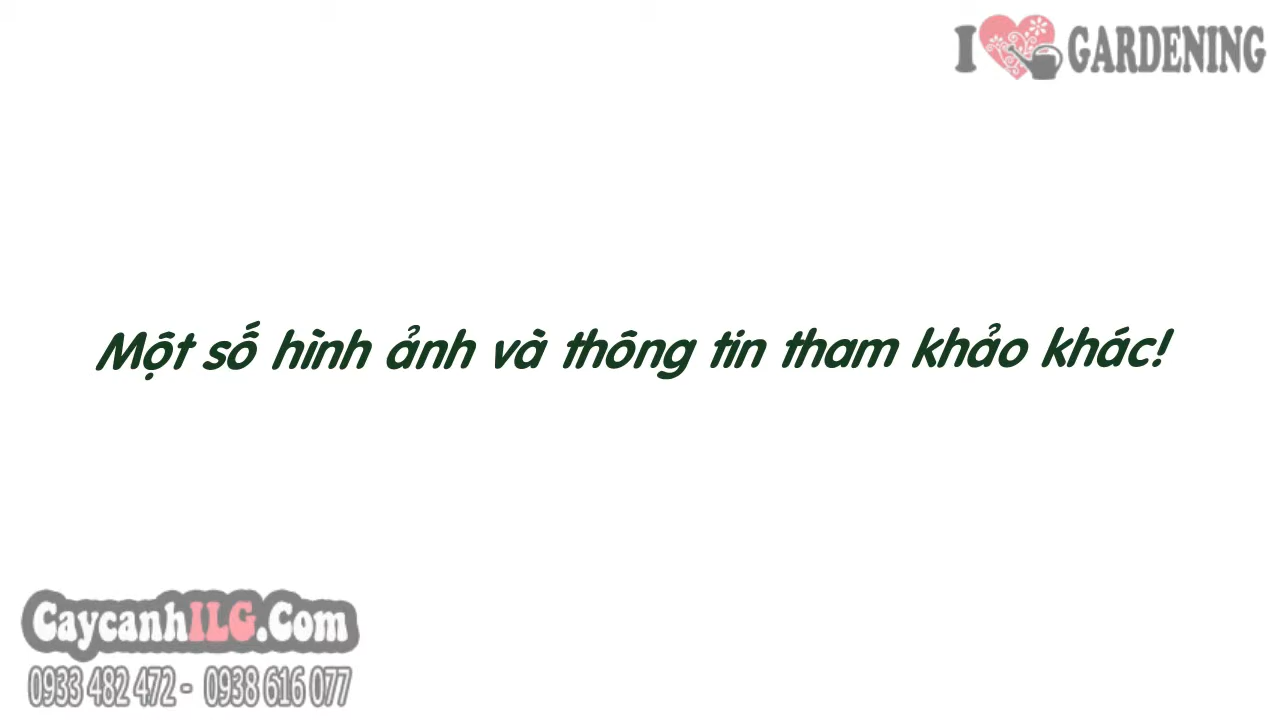 I GARDENING
Một số hình ảnh và thông tin tham khảo khác!
CaycanhILG.Com
0933 482 472 - 0938 616 077